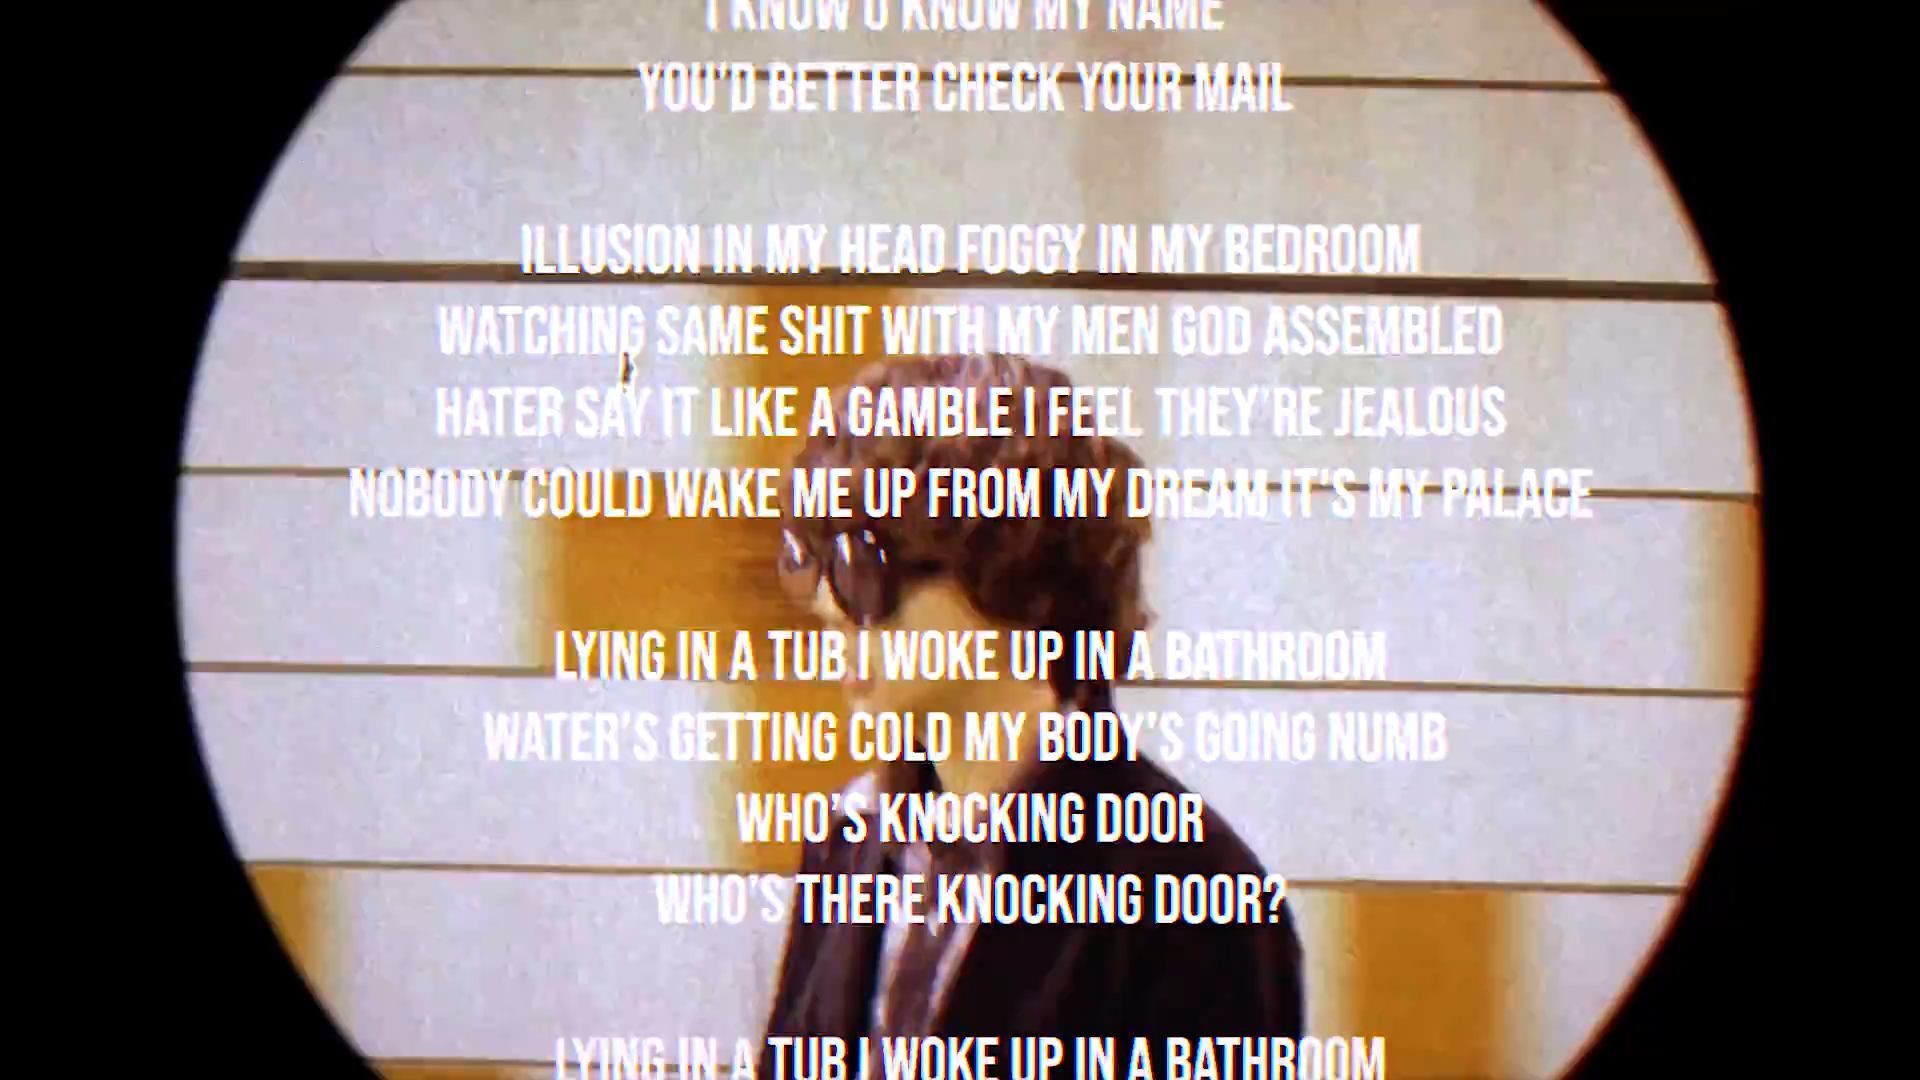 I KNOW U KNOW MY NAME
YOU'D BETTER CHECK YOUR MAIL
ILLUSION IN MY HEAD FOGGY IN MY BEDROOM
WATCHING SAME SHIT WITH MY MEN GOD ASSEMBLED
HATER SAY IT LIKE A GAMBLE I FEEL THEY'RE JEALOUS
NOBODY COULD WAKE ME UP FROM MY DREAM IT'S MY PALACE
LYING IN A TUB I WOKE UP IN A BATHROOM
WATER'S GETTING COLD MY BODY'S GOING NUMB
WHO'S KNOCKING DOOR
WHO'S THERE KNOCKING DOOR?
LYING IN A TUB I WOKE UP IN A BATHROOM